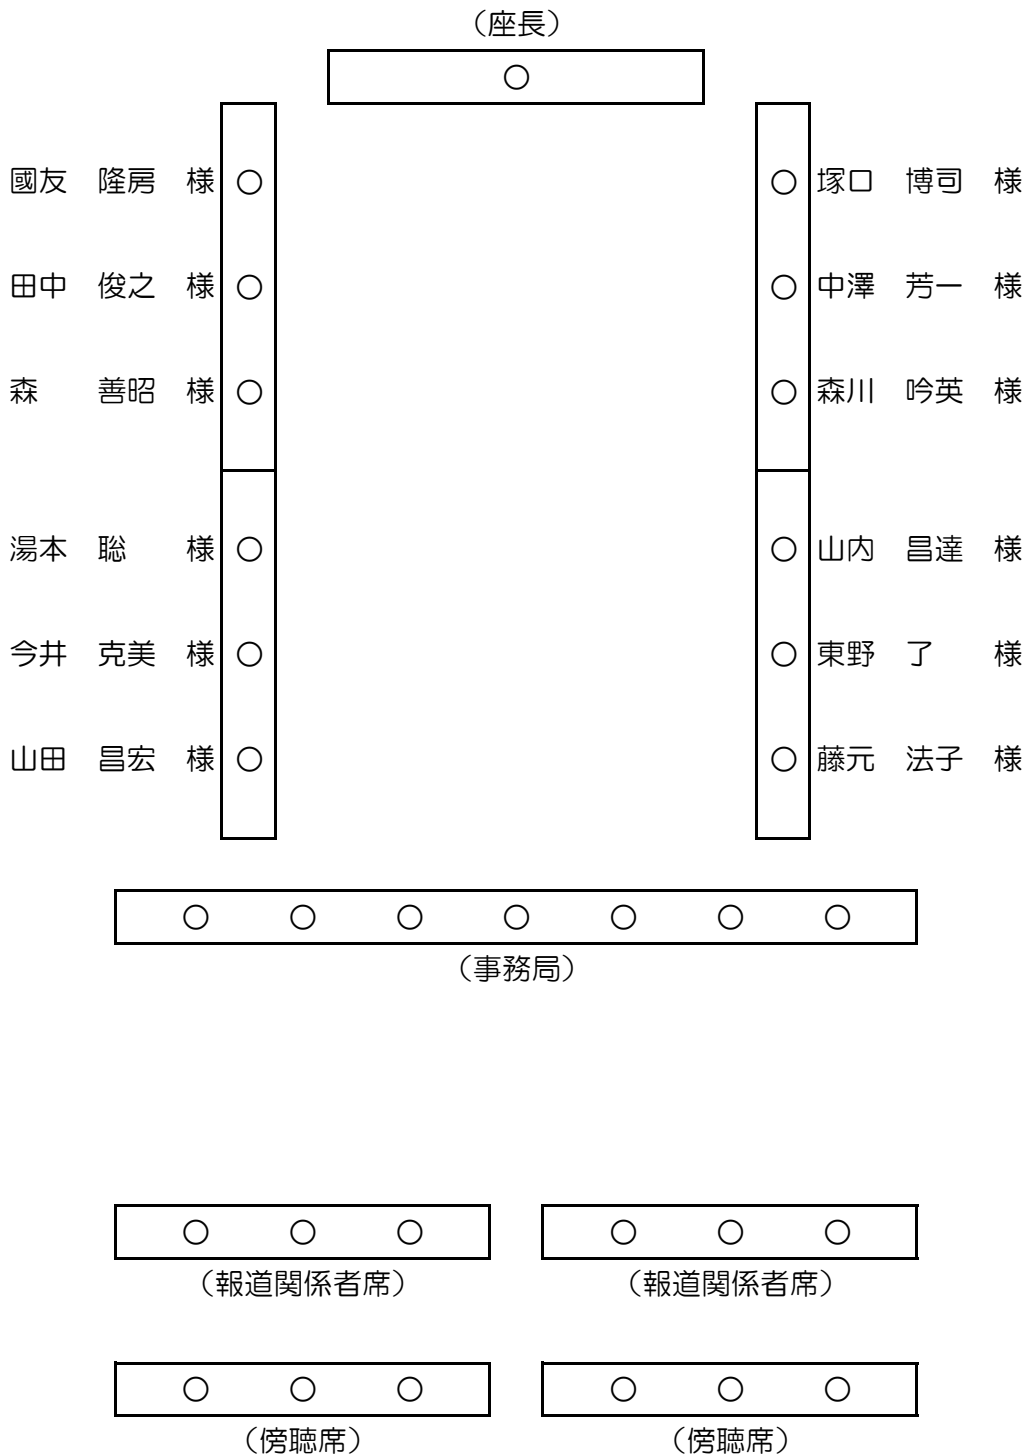 （座長）
○
國友　隆房　様 ○ ○ 塚口　博司　様
田中　俊之　様 ○ ○ 中澤　芳一　様
森　　善昭　様 ○ ○ 森川　吟英　様
湯本　聡　　様 ○ ○ 山内　昌達　様
今井　克美　様 ○ ○ 東野　了　　様
山田　昌宏　様 ○ ○ 藤元　法子　様
○ ○ ○ ○ ○ ○ ○
（事務局）
○ ○ ○ ○ ○ ○
（報道関係者席） （報道関係者席）
○ ○ ○ ○ ○ ○
（傍聴席） （傍聴席）